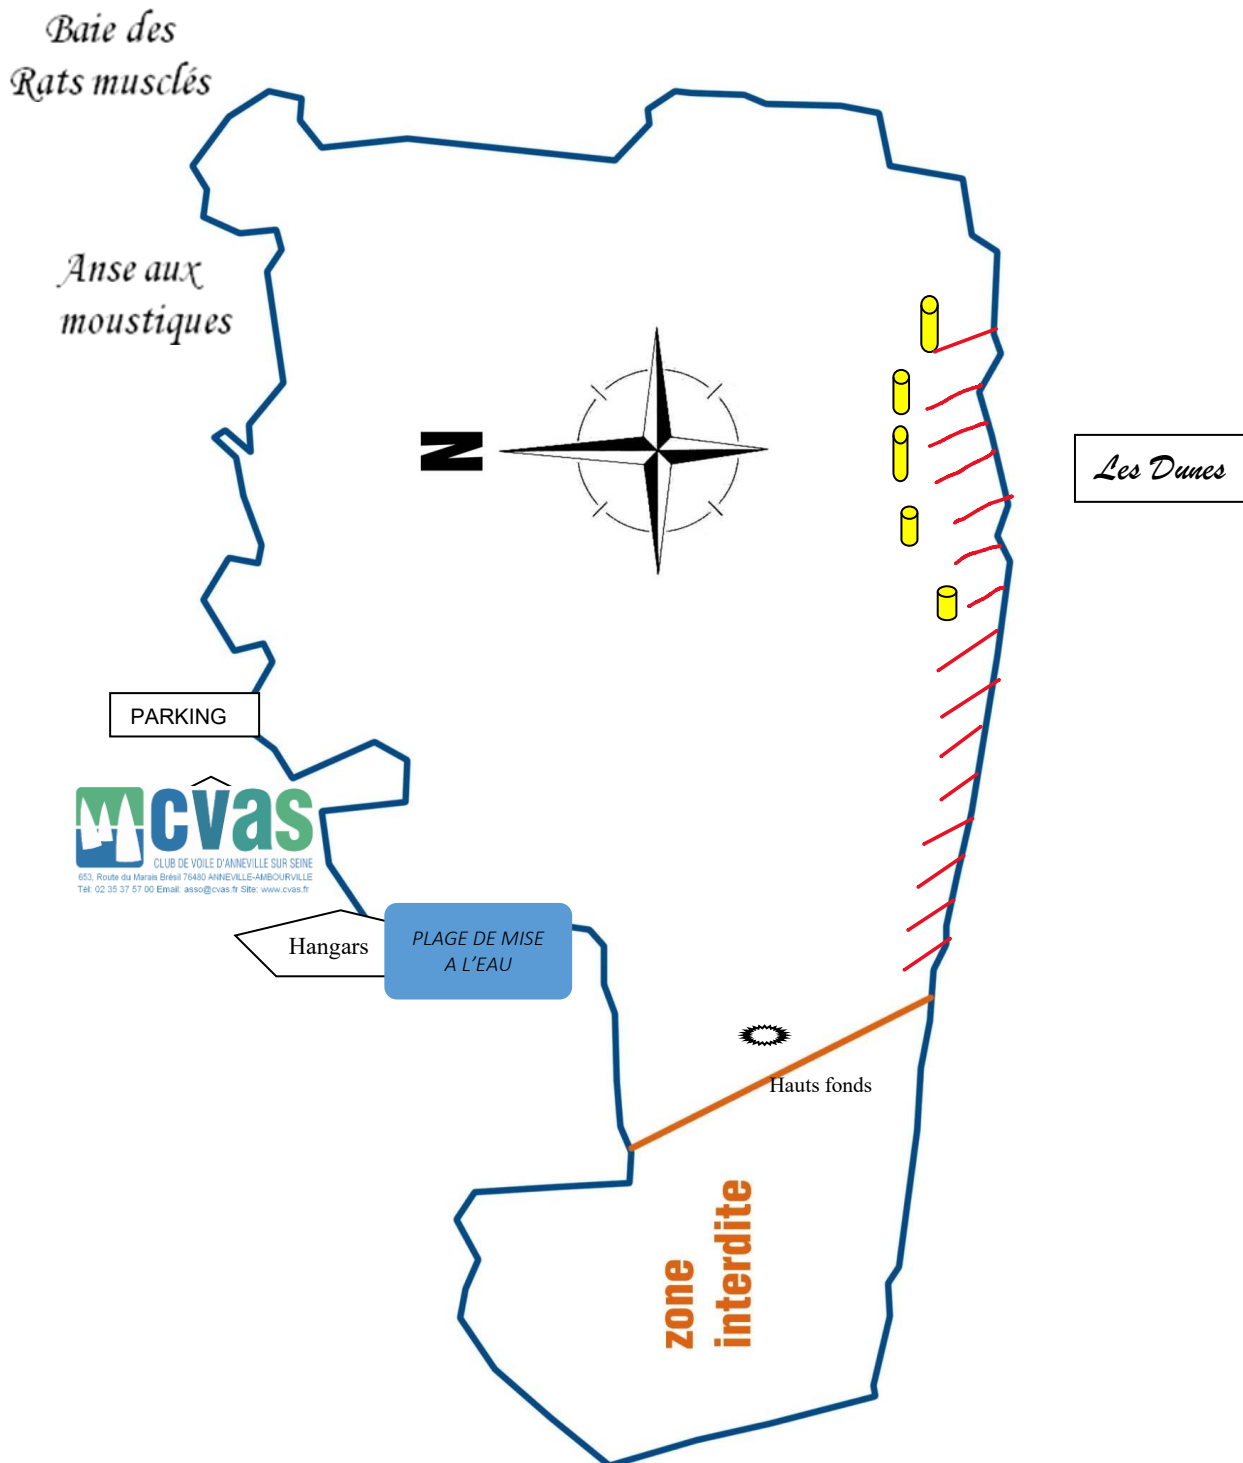 Baie des
Rats musclés
Anse aux
moustiques
N
Les Dunes
PARKING
cvas
CLUB DE VOILE D'ANNEVILLE SUR SEINE
653, Route du Marais Brésil 76480 ANNEVILLE-AMBOURVILLE
Tél: 02 35 37 57 00 Email: asso@cvas.fr Site: www.cvas.fr
Hangars
PLAGE DE MISE
A L'EAU
Hauts fonds
zone
interdite